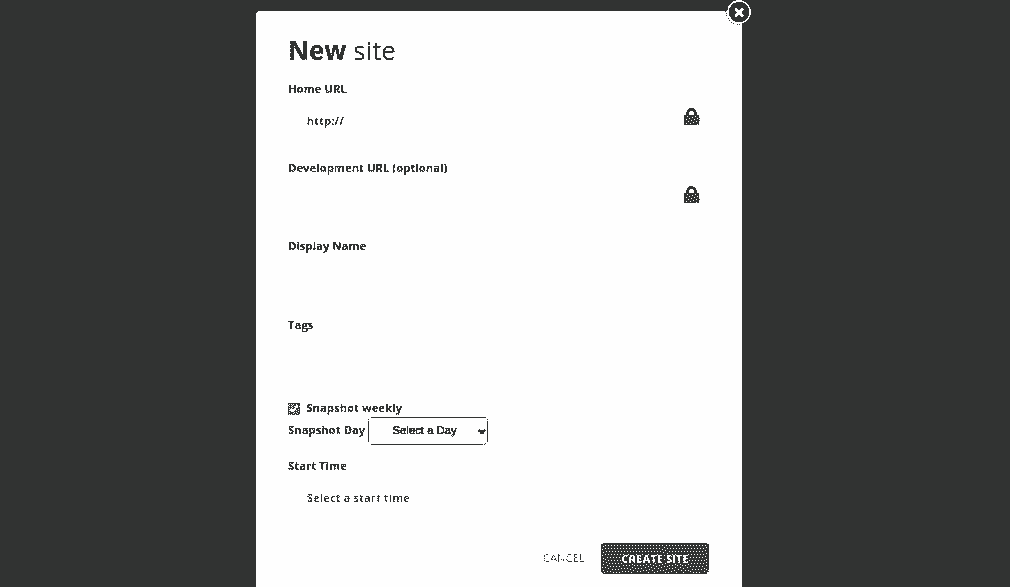 New site
Home URL
http://
Development URL (optional)
Display Name
Tags
Snapshot weekly
Snapshot Day Select a Day
Start Time
Select a start time
CANCEL CREATE SITE